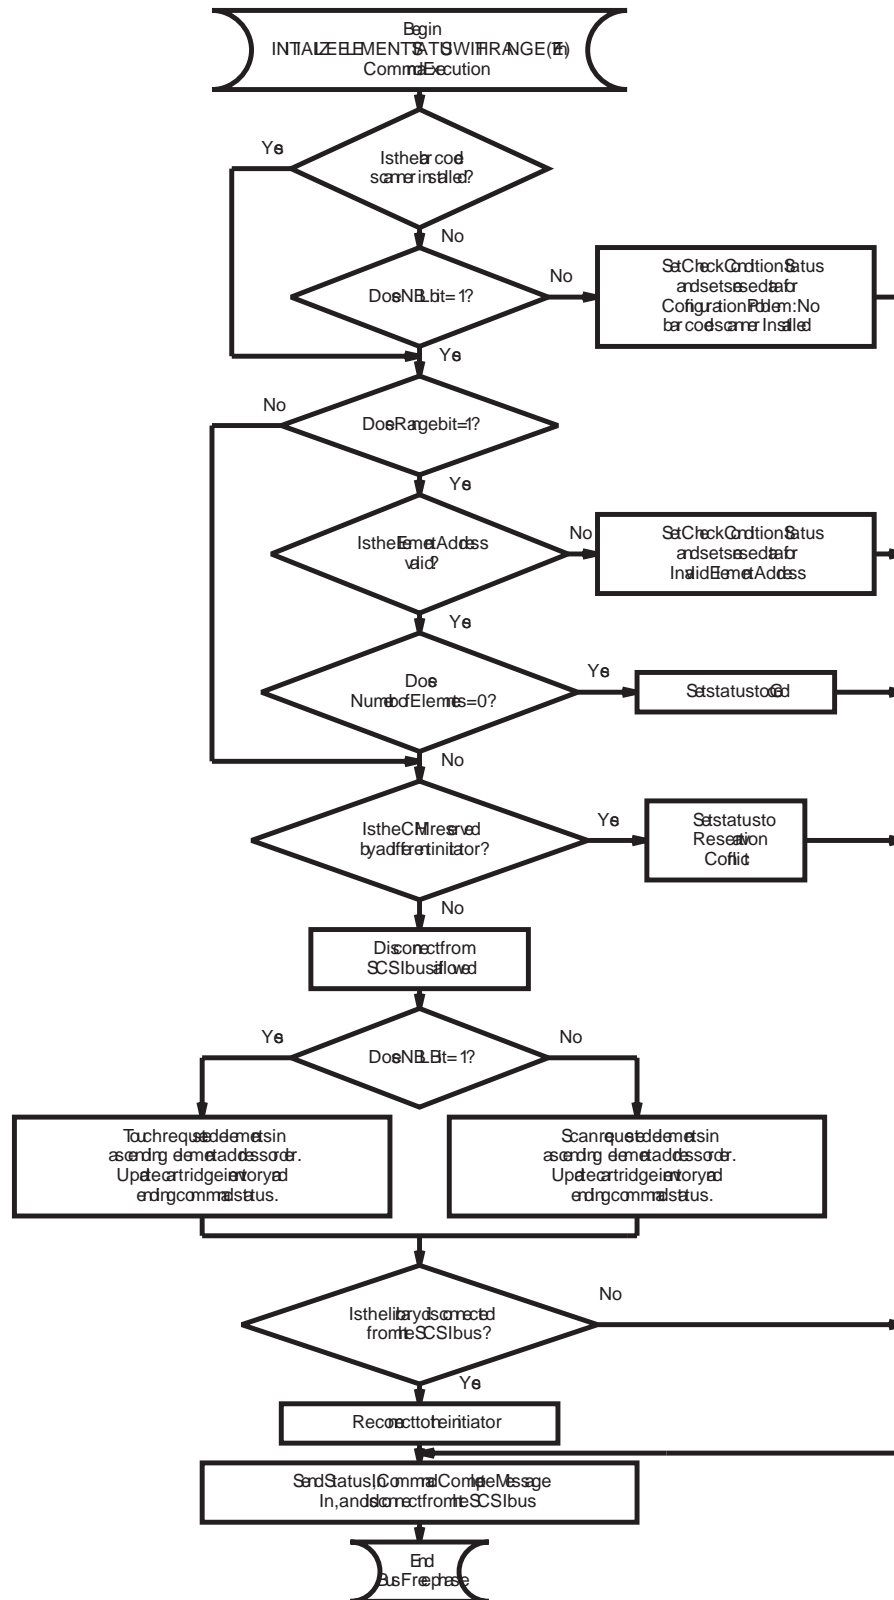 Begin
INITIALIZE ELEMENT STATUS WITH RANGE (E7h)
Command Execution
Yes
Is the bar code
scanner installed?
No
Does NBL bit = 1?
No
Set Check Condition Status
and set sense data for
Configuration Problem: No
bar code scanner Installed
Yes
No
Does Range bit = 1?
Yes
Is the Element Address
valid?
No
Set Check Condition Status
and set sense data for
Invalid Element Address
Yes
Does
Number of Elements = 0?
Yes
Set status to Good
No
Is the CHM reserved
by a different initiator?
Yes
Set status to
Reservation
Conflict
No
Disconnect from
SCSI bus if allowed
Yes
Does NBL Bit = 1?
No
Touch requested elements in
ascending element address order.
Update cartridge inventory and
ending command status.
Scan requested elements in
ascending element address order.
Update cartridge inventory and
ending command status.
Is the library disconnected
from the SCSI bus?
No
Yes
Reconnect to the initiator
Send Status, In Command Complete Message
In, and disconnect from the SCSI bus
End
Bus Free phase